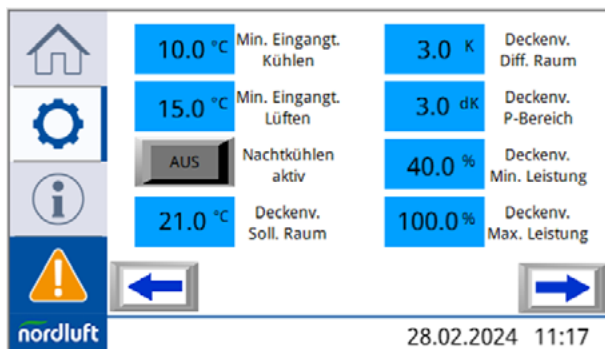 10.0 °C Min. Eingangt.
Kühlen
3.0 K Deckenv.
Diff. Raum
15.0 °C Min. Eingangt.
Lüften
3.0 dK Deckenv.
P-Bereich
AUS Nachtkühlen
aktiv
40.0 % Deckenv.
Min. Leistung
21.0 °C Deckenv.
Soll. Raum
100.0 % Deckenv.
Max. Leistung
nordluft
28.02.2024 11:17